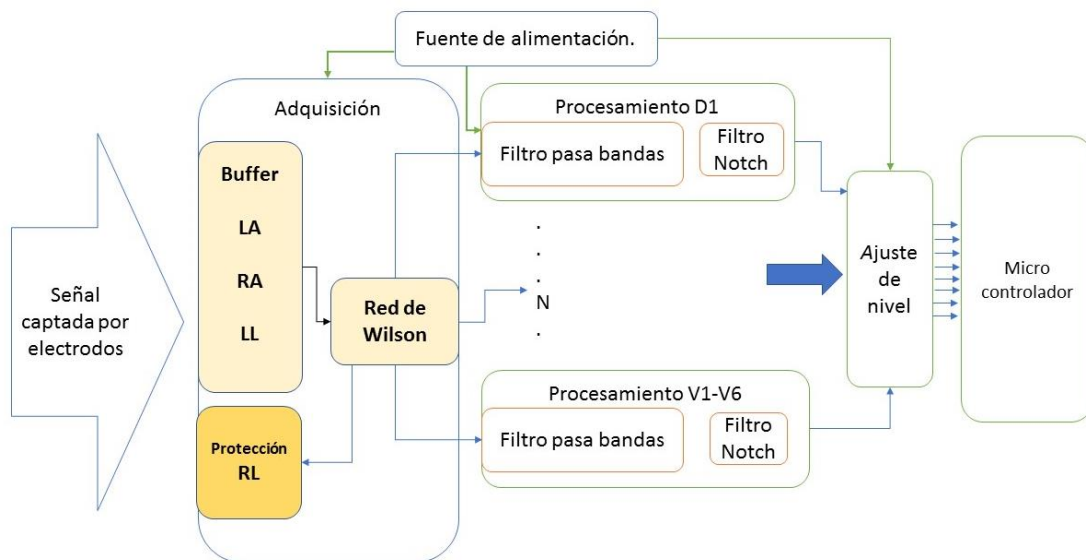 Fuente de alimentación.
Adquisición
Procesamiento D1
Filtro pasa bandas
Filtro
Notch
Buffer
LA
RA
LL
Señal
captada por
electrodos
Red de
Wilson
.
.
.
.
N
.
Ajuste
de
nivel
Micro
controlador
Protección
RL
Procesamiento V1-V6
Filtro pasa bandas
Filtro
Notch